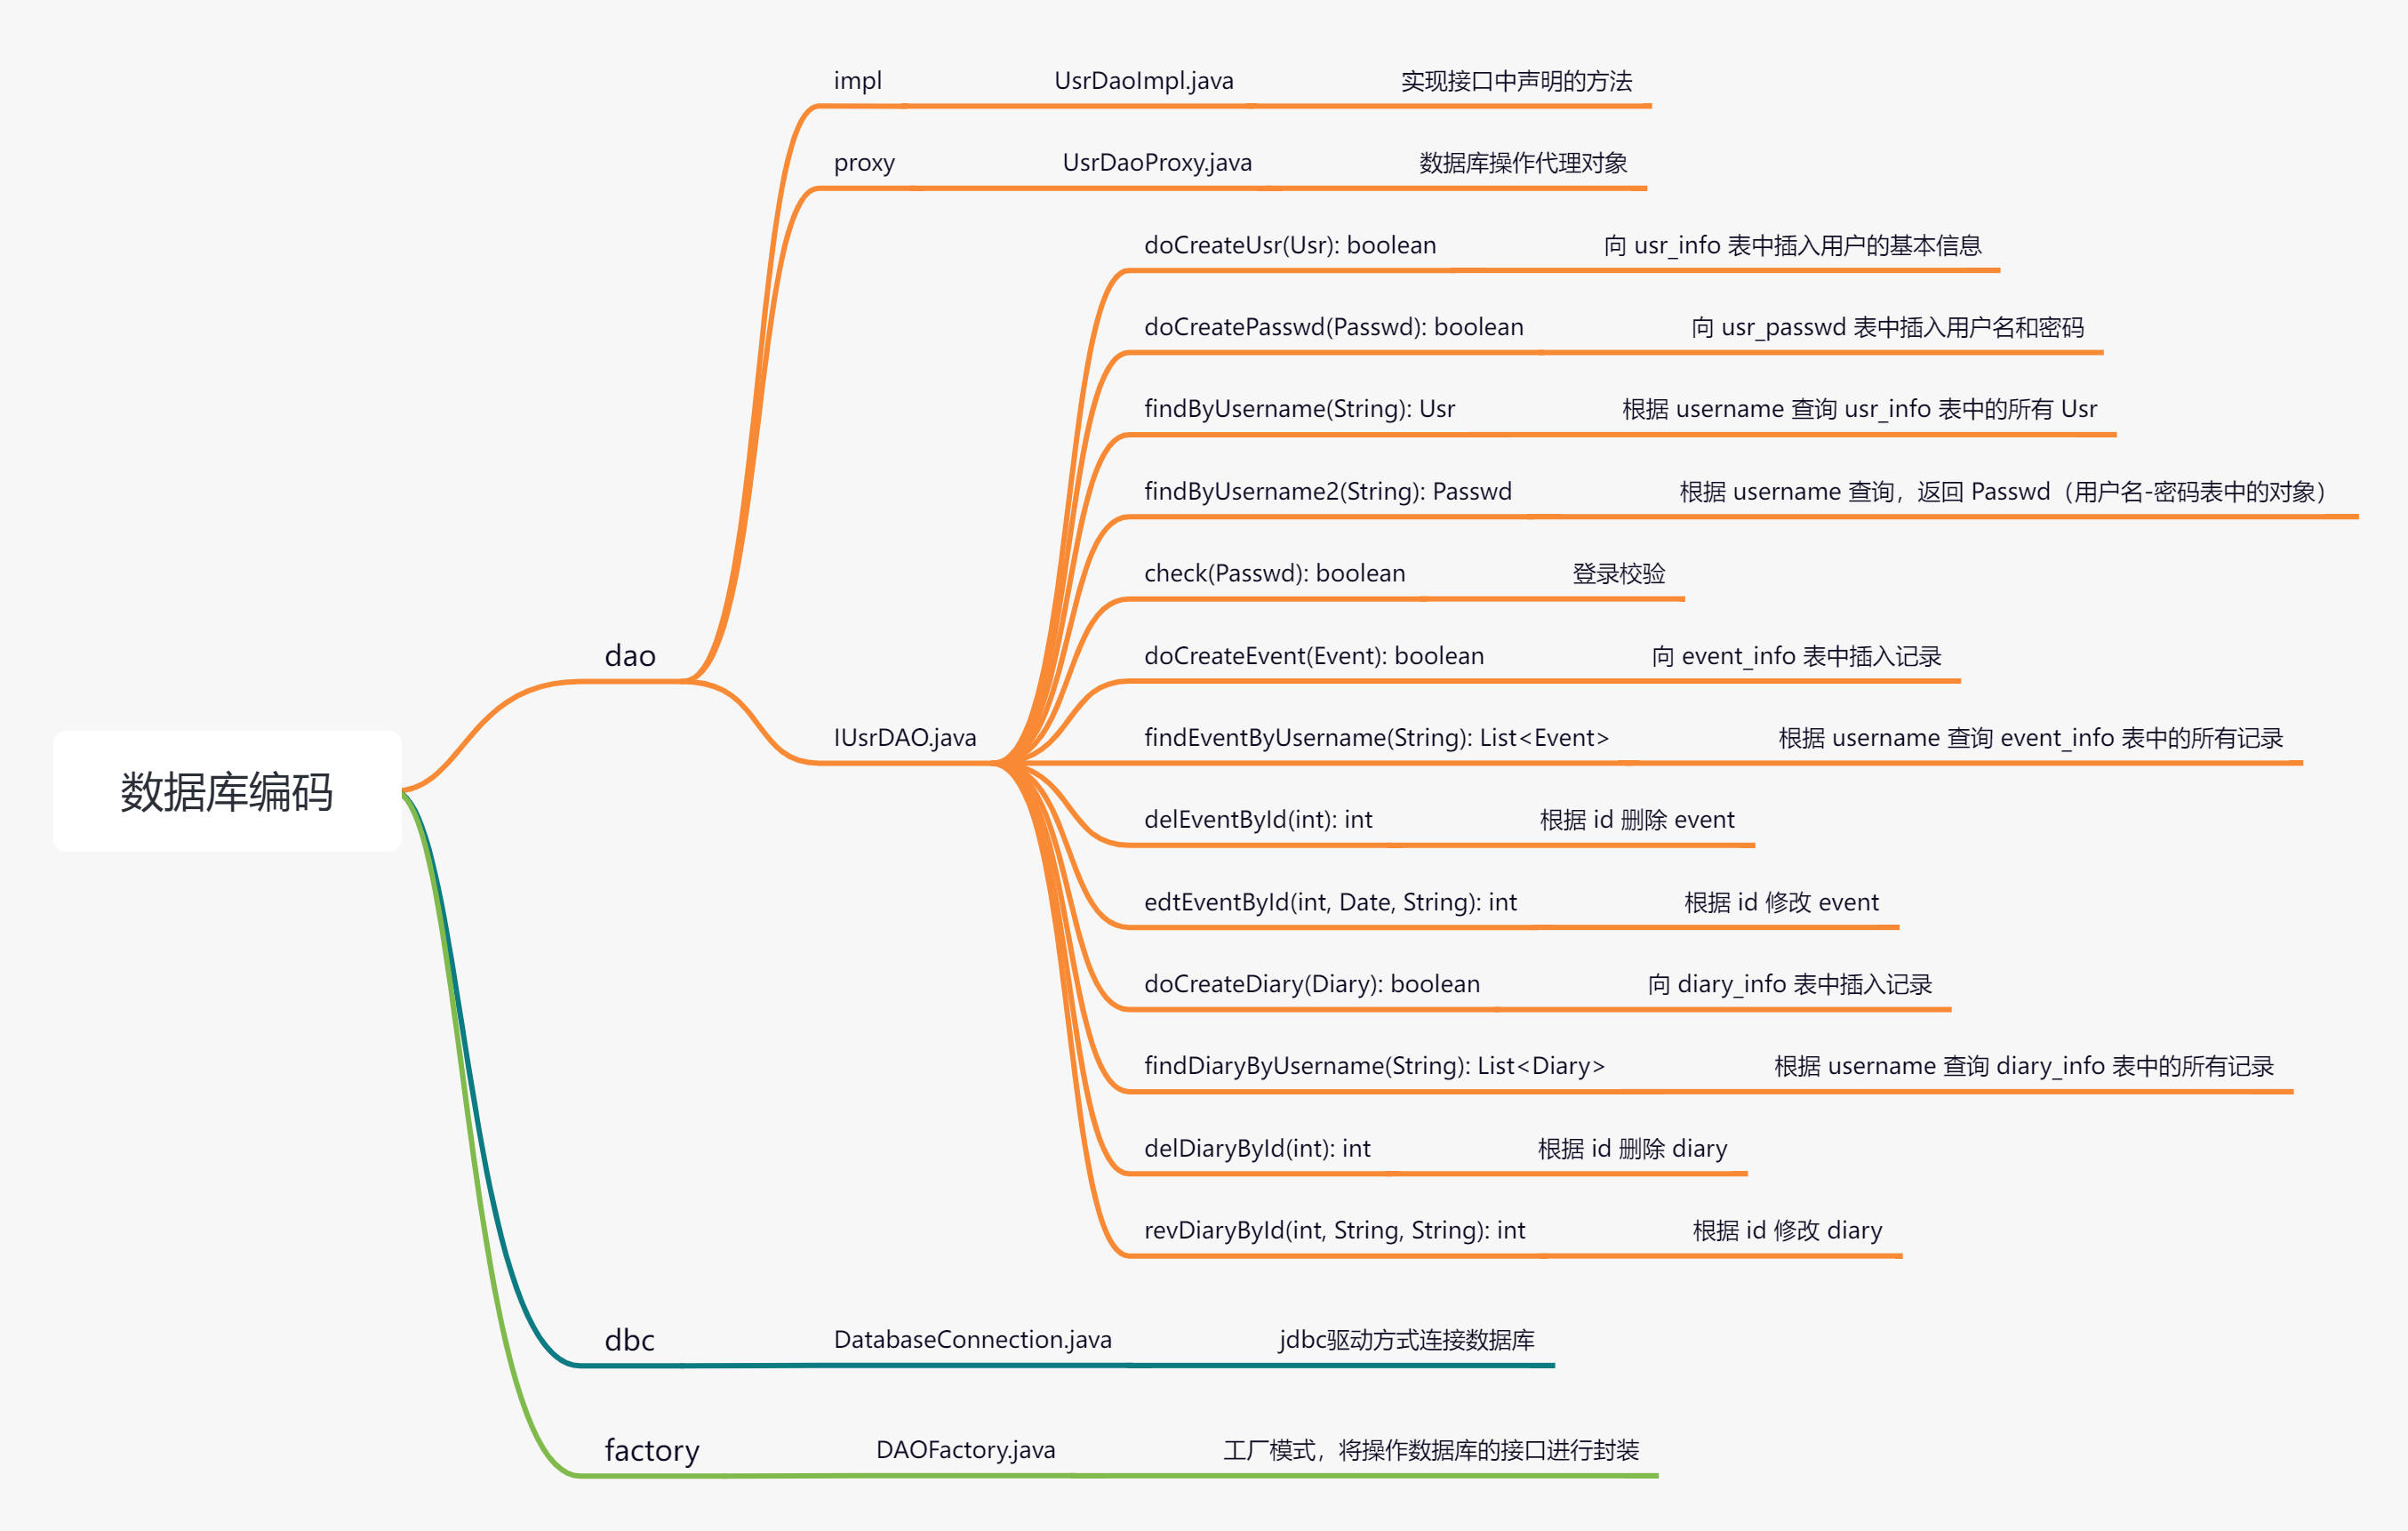 impl
UsrDaoImpl.java
实现接口中声明的方法
proxy
UsrDaoProxy.java
数据库操作代理对象
doCreateUsr(Usr): boolean
向 usr_info 表中插入用户的基本信息
doCreatePasswd(Passwd): boolean
向 usr_passwd 表中插入用户名和密码
findByUsername(String): Usr
根据 username 查询 usr_info 表中的所有 Usr
findByUsername2(String): Passwd
根据 username 查询，返回 Passwd（用户名-密码表中的对象）
check(Passwd): boolean
登录校验
dao
doCreateEvent(Event): boolean
向 event_info 表中插入记录
IUsrDAO.java
findEventByUsername(String): List<Event>
根据 username 查询 event_info 表中的所有记录
数据库编码
delEventById(int): int
根据 id 删除 event
edtEventById(int, Date, String): int
根据 id 修改 event
doCreateDiary(Diary): boolean
向 diary_info 表中插入记录
findDiaryByUsername(String): List<Diary>
根据 username 查询 diary_info 表中的所有记录
delDiaryById(int): int
根据 id 删除 diary
revDiaryById(int, String, String): int
根据 id 修改 diary
dbc
DatabaseConnection.java
jdbc驱动方式连接数据库
factory
DAOFactory.java
工厂模式，将操作数据库的接口进行封装